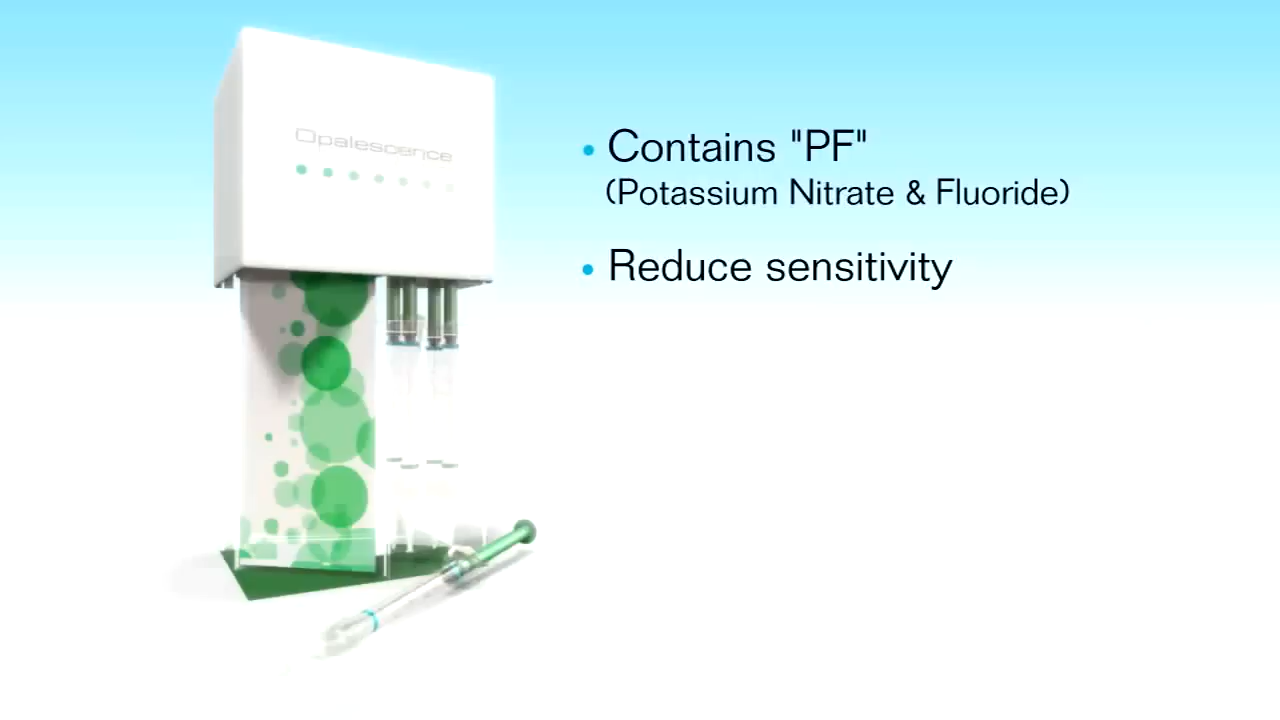 Opalescence
• Contains "PF"
(Potassium Nitrate & Fluoride)
• Reduce sensitivity